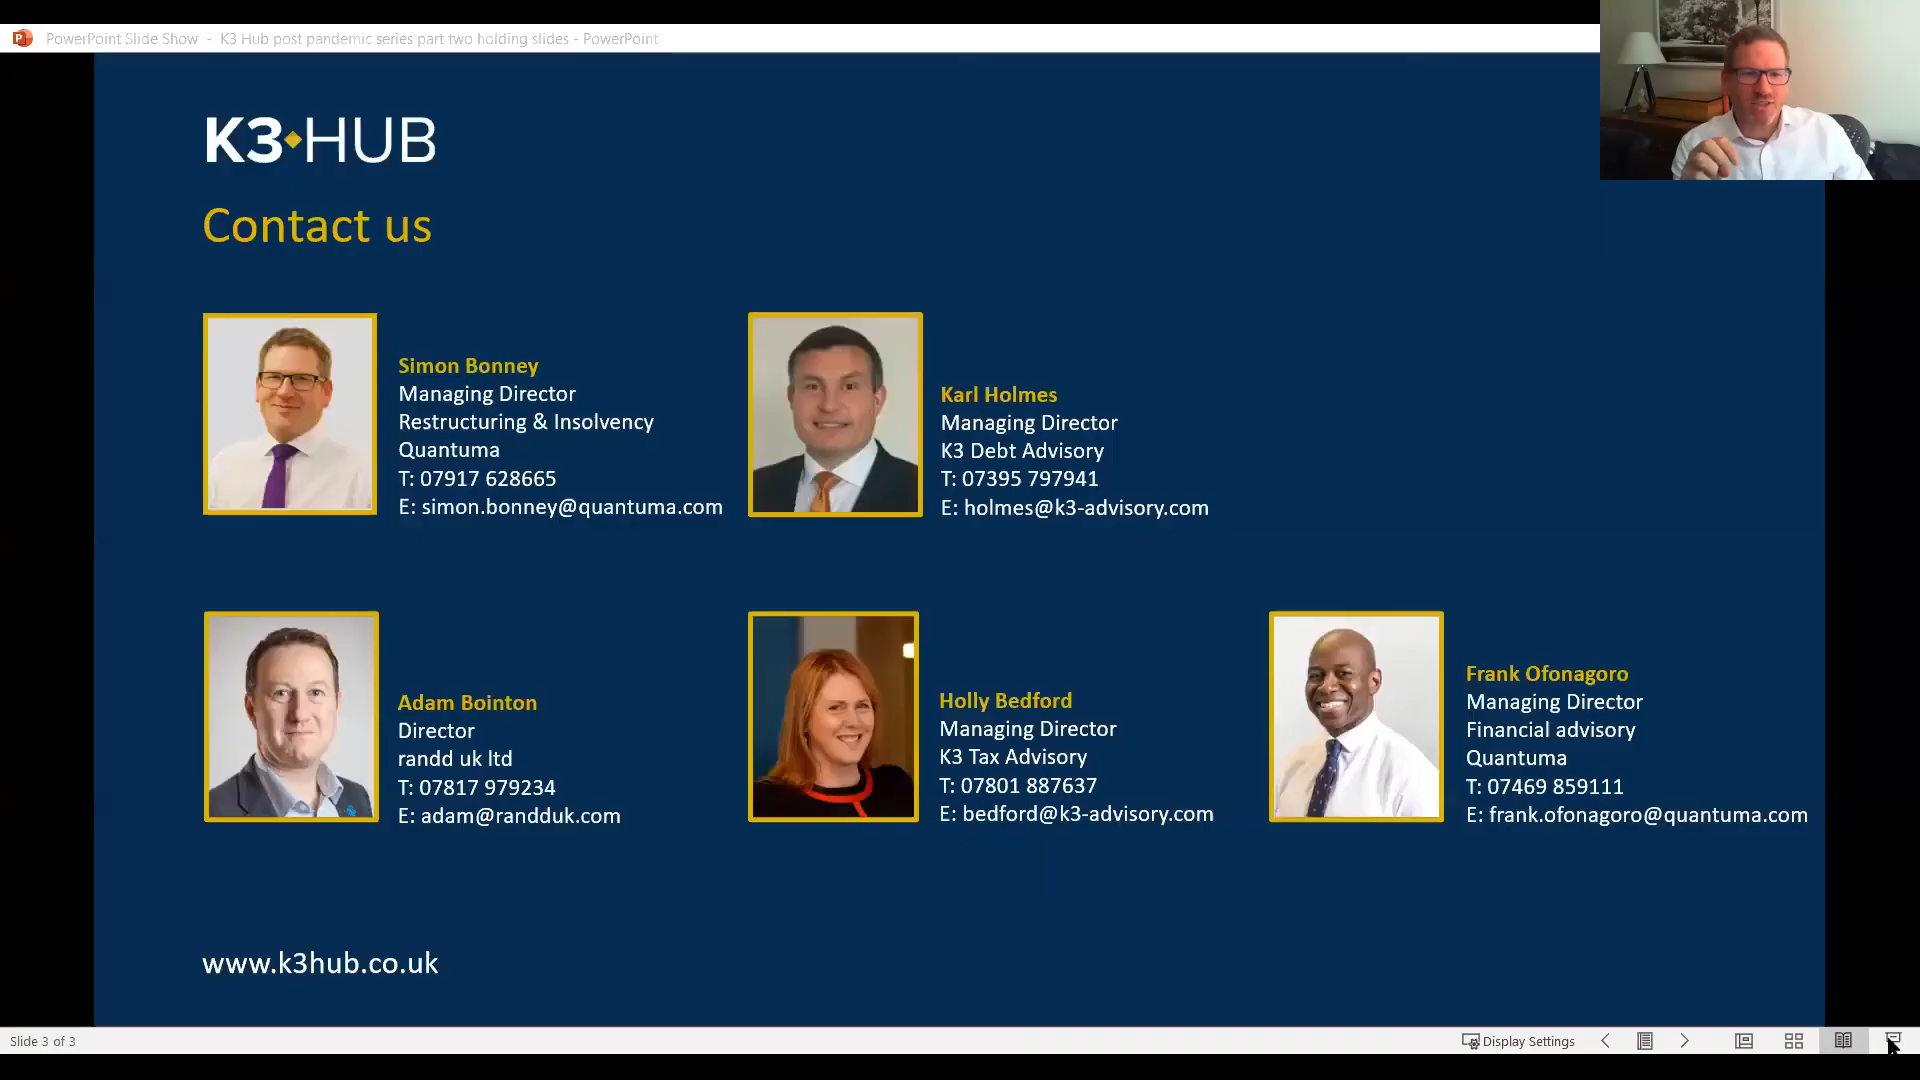 PowerPoint Slide Show - K3 Hub post pandemic series part two holding slides - PowerPoint
K3 HUB
Contact us
Simon Bonney
Managing Director
Restructuring & Insolvency
Quantuma
T: 07917 628665
E: simon.bonney@quantuma.com
Karl Holmes
Managing Director
K3 Debt Advisory
T: 07395 797941
E: holmes@k3-advisory.com
Adam Bointon
Director
randd uk ltd
T: 07817 979234
E: adam@randduk.com
Holly Bedford
Managing Director
K3 Tax Advisory
T: 07801 887637
E: bedford@k3-advisory.com
Frank Ofonagoro
Managing Director
Financial advisory
Quantuma
T: 07469 859111
E: frank.ofonagoro@quantuma.com
www.k3hub.co.uk
Slide 3 of 3
Display Settings